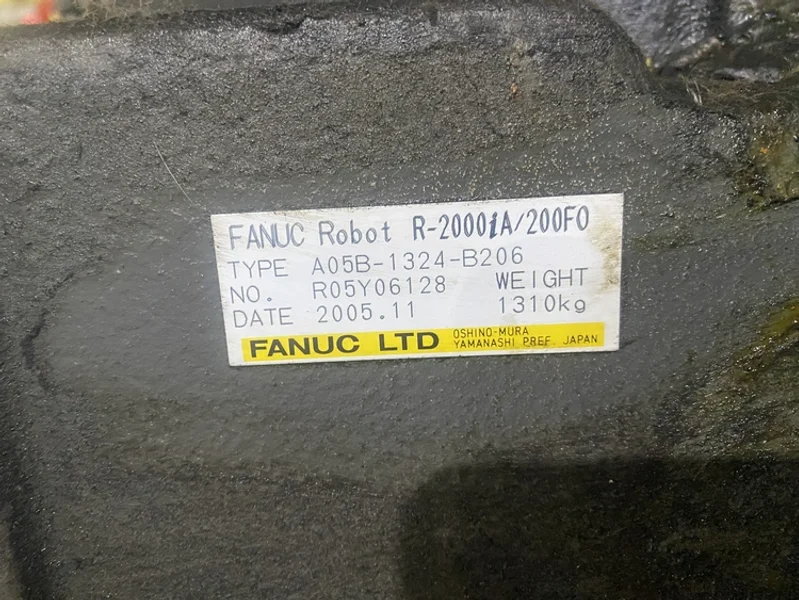 FANUC Robot R-2000iA/200FO
TYPE A05B-1324-B206
NO. R05Y06128 WEIGHT
DATE 2005.11 1310kg
FANUC LTD OSHINO-MURA
YAMANASHI PREF. JAPAN